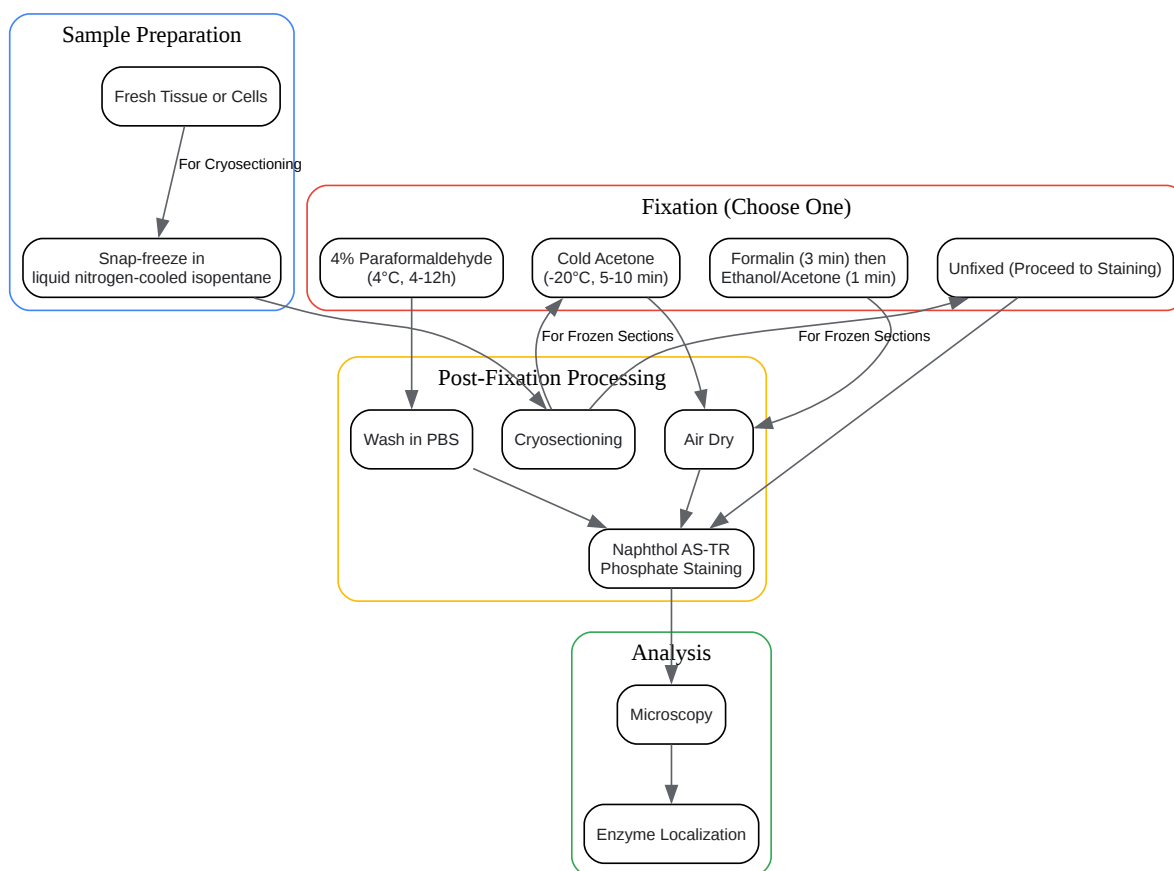 Sample Preparation
Fresh Tissue or Cells
For Cryosectioning
Snap-freeze in
liquid nitrogen-cooled isopentane
Fixation (Choose One)
4% Paraformaldehyde
(4°C, 4-12h)
Cold Acetone
(-20°C, 5-10 min)
Formalin (3 min) then
Ethanol/Acetone (1 min)
Unfixed (Proceed to Staining)
For Frozen Sections
For Frozen Sections
Post-Fixation Processing
Wash in PBS
Cryosectioning
Air Dry
Naphthol AS-TR
Phosphate Staining
Analysis
Microscopy
Enzyme Localization